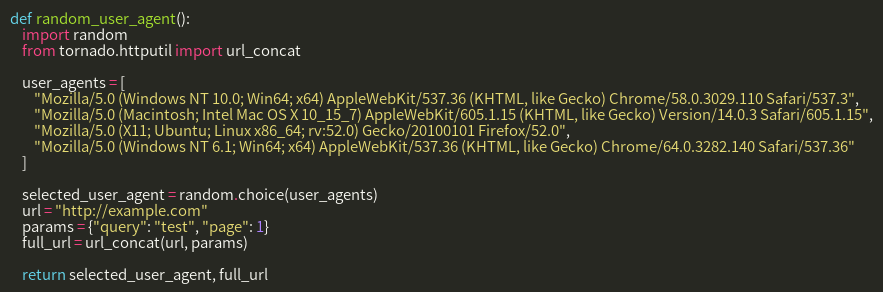 def random_user_agent():
    import random
    from tornado.httputil import url_concat

    user_agents = [
        "Mozilla/5.0 (Windows NT 10.0; Win64; x64) AppleWebKit/537.36 (KHTML, like Gecko) Chrome/58.0.3029.110 Safari/537.3",
        "Mozilla/5.0 (Macintosh; Intel Mac OS X 10_15_7) AppleWebKit/605.1.15 (KHTML, like Gecko) Version/14.0.3 Safari/605.1.15",
        "Mozilla/5.0 (X11; Ubuntu; Linux x86_64; rv:52.0) Gecko/20100101 Firefox/52.0",
        "Mozilla/5.0 (Windows NT 6.1; Win64; x64) AppleWebKit/537.36 (KHTML, like Gecko) Chrome/64.0.3282.140 Safari/537.36"
    ]

    selected_user_agent = random.choice(user_agents)
    url = "http://example.com"
    params = {"query": "test", "page": 1}
    full_url = url_concat(url, params)

    return selected_user_agent, full_url